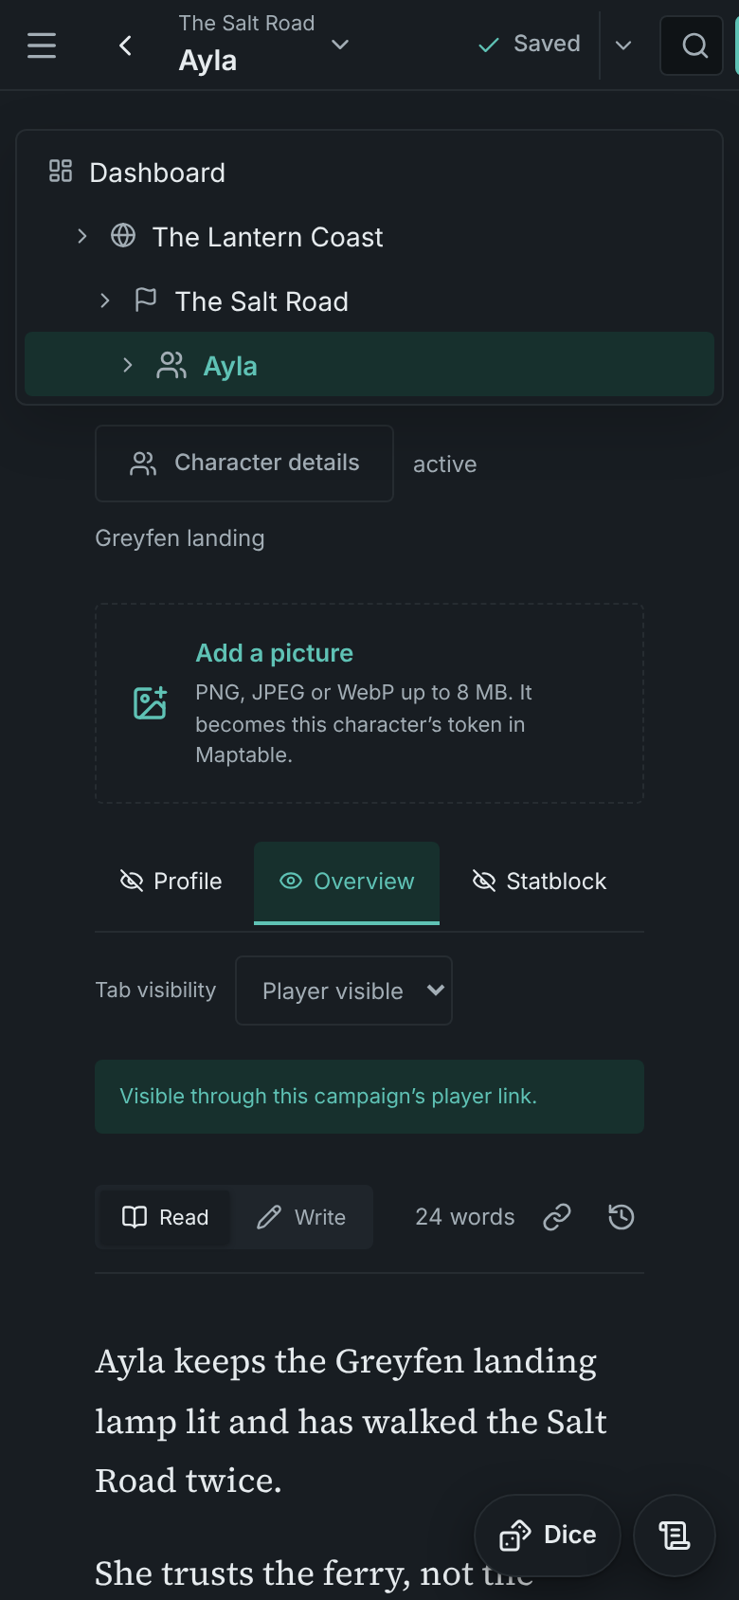 The Salt Road
Ayla
Saved
Dashboard
The Lantern Coast
The Salt Road
Ayla
Character details
active
Greyfen landing
Add a picture
PNG, JPEG or WebP up to 8 MB. It
becomes this character’s token in
Maptable.
Profile
Overview
Statblock
Tab visibility
Player visible
Visible through this campaign’s player link.
Read
Write
24 words
Ayla keeps the Greyfen landing
lamp lit and has walked the Salt
Road twice.
Dice
She trusts the ferry, not the